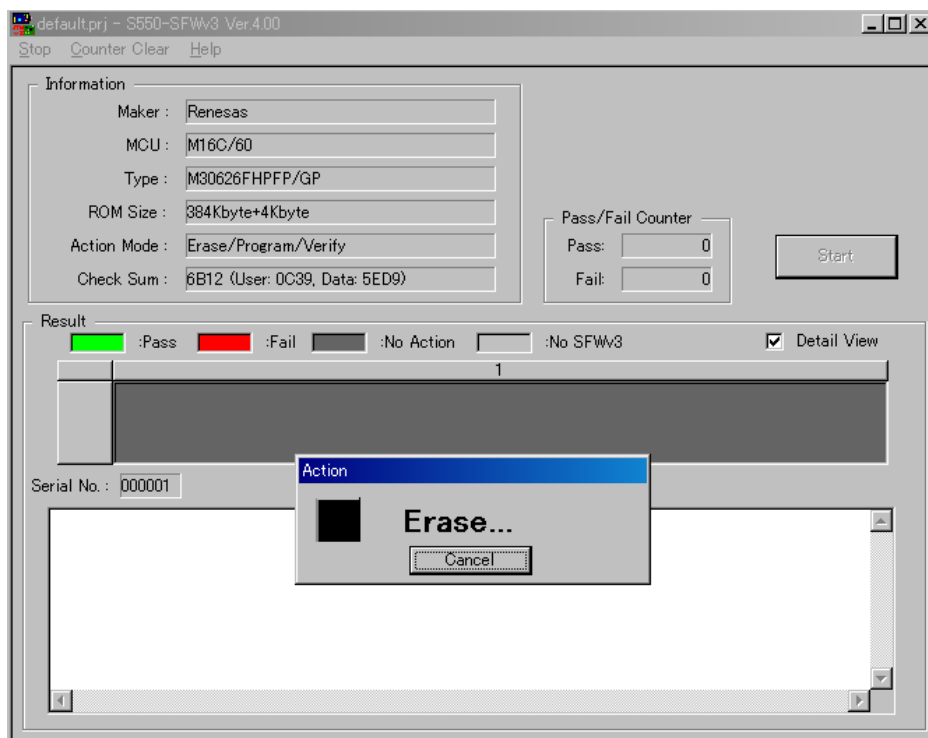 default.prj - S550-SFWv3 Ver.4.00
Stop Counter Clear Help
Information
Maker : Renesas
MCU : M16C/60
Type : M30626FHPFP/GP
ROM Size : 384Kbyte+4Kbyte
Action Mode : Erase/Program/Verify
Check Sum : 6B12 (User: 0C39, Data: 5ED9)
Pass/Fail Counter
Pass: 0
Fail: 0
Start
Result
:Pass :Fail :No Action :No SFWv3 Detail View
1
Action
Serial No. : 000001
Erase...
Cancel